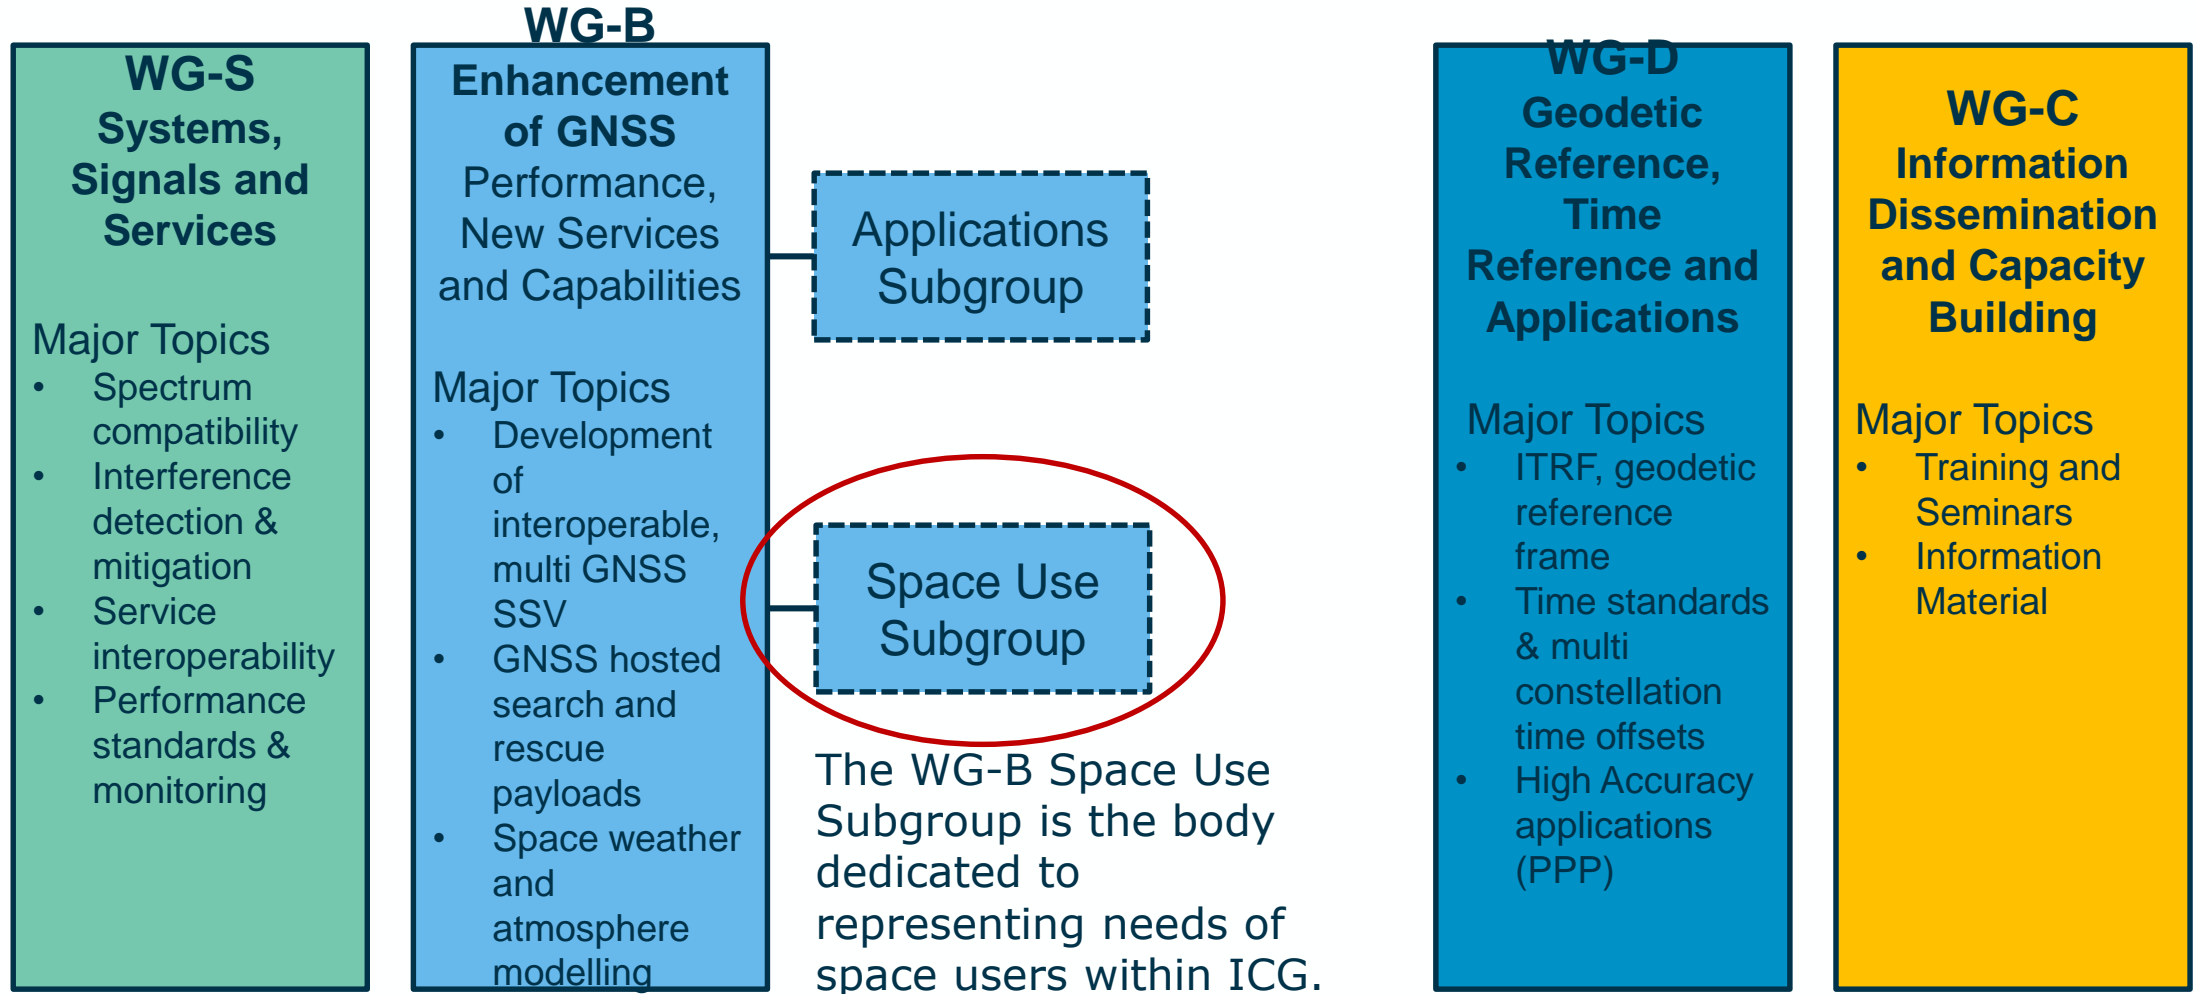 WG-S
Systems,
Signals and
Services
Major Topics
• Spectrum
compatibility
• Interference
detection &
mitigation
• Service
interoperability
• Performance
standards &
monitoring
WG-B
Enhancement
of GNSS
Performance,
New Services
and Capabilities
Major Topics
• Development
of
interoperable,
multi GNSS
SSV
• GNSS hosted
search and
rescue
payloads
• Space weather
and
atmosphere
modelling
Applications
Subgroup
Space Use
Subgroup
The WG-B Space Use
Subgroup is the body
dedicated to
representing needs of
space users within ICG.
WG-D
Geodetic
Reference,
Time
Reference and
Applications
Major Topics
• ITRF, geodetic
reference
frame
• Time standards
& multi
constellation
time offsets
• High Accuracy
applications
(PPP)
WG-C
Information
Dissemination
and Capacity
Building
Major Topics
• Training and
Seminars
• Information
Material